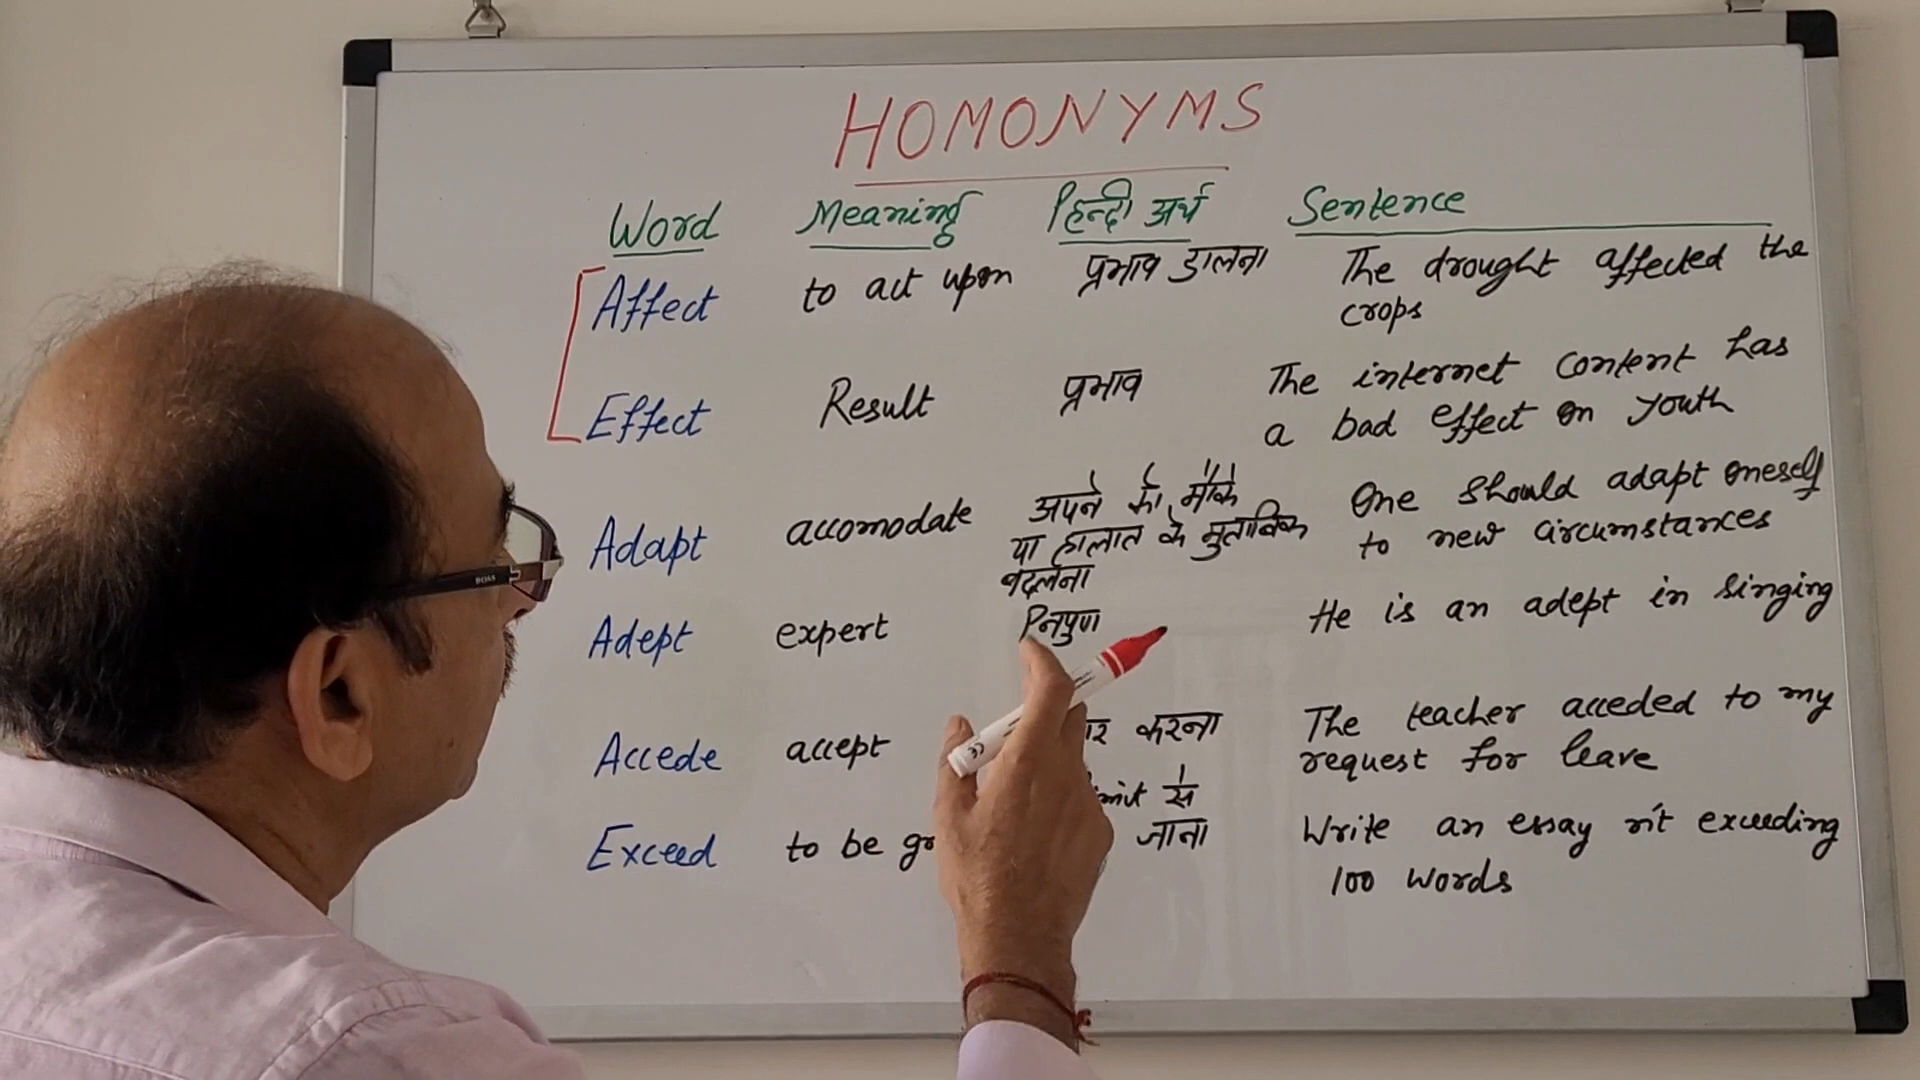 HOMONYMS
Word Meaning हिन्दी अर्थ Sentence
Affect to act upon प्रभाव डालना The drought affected the
crops
Effect Result प्रभाव The internet content has
a bad effect on youth
Adapt accomodate अपने को मौके One should adapt oneself
या हालात के मुताबिक to new circumstances
बदलना
Adept expert निपुण He is an adept in singing
Accede accept करना The teacher acceded to my
request for leave
Exceed to be से Write an essay not exceeding
जाना 100 words
BOSS